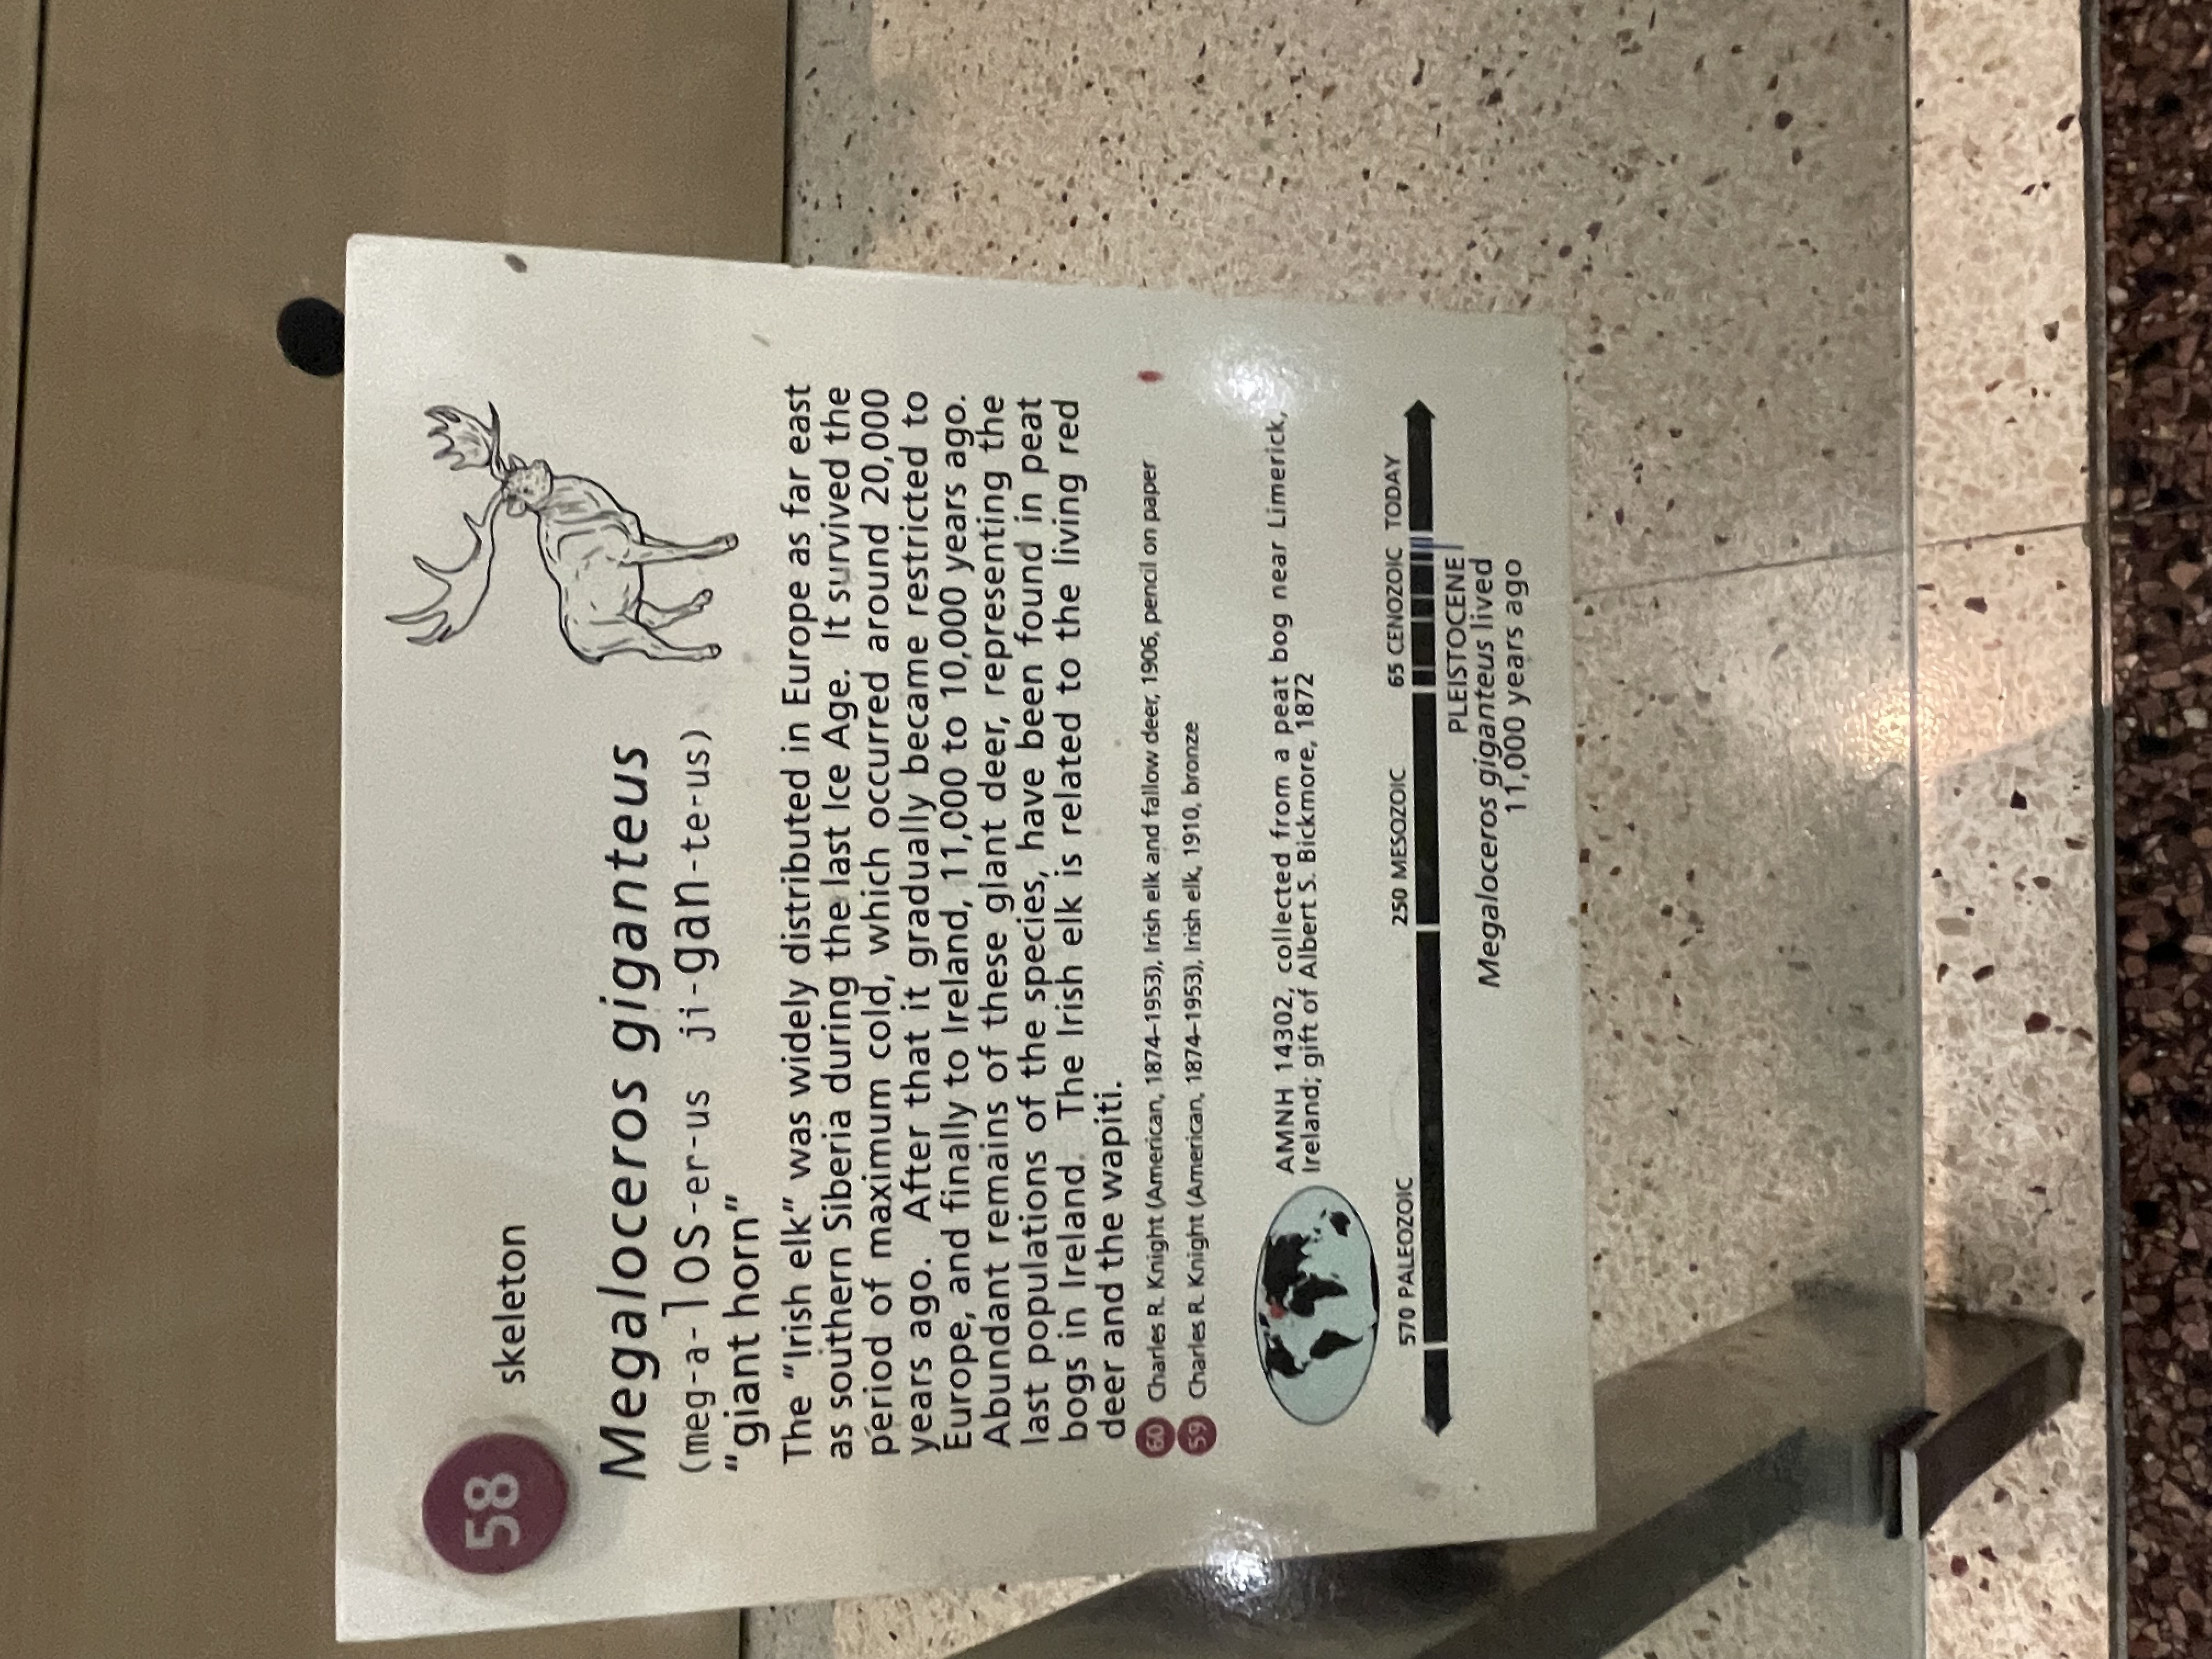 58
skeleton
Megaloceros giganteus
(meg-a-los-er-us ji-gan-te-us)
"giant horn"
The "Irish elk" was widely distributed in Europe as far east
as southern Siberia during the last Ice Age. It survived the
period of maximum cold, which occurred around 20,000
years ago. After that it gradually became restricted to
Europe, and finally to Ireland, 11,000 to 10,000 years ago.
Abundant remains of these giant deer, representing the
last populations of the species, have been found in peat
bogs in Ireland. The Irish elk is related to the living red
deer and the wapiti.
60 Charles R. Knight (American, 1874–1953), Irish elk and fallow deer, 1906, pencil on paper
59 Charles R. Knight (American, 1874–1953), Irish elk, 1910, bronze
AMNH 14302, collected from a peat bog near Limerick,
Ireland; gift of Albert S. Bickmore, 1872
570 PALEOZOIC 250 MESOZOIC 65 CENOZOIC TODAY
PLEISTOCENE
Megaloceros giganteus lived
11,000 years ago